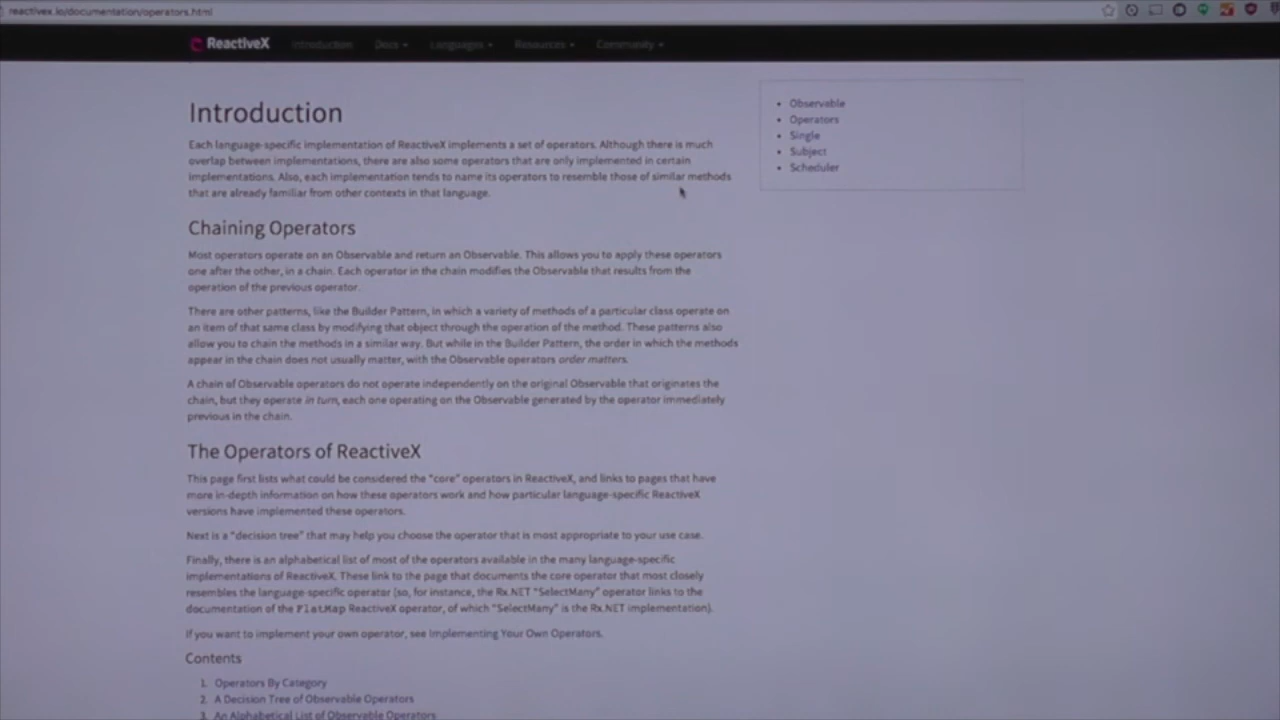 reactivex.io/documentation/operators.html
ReactiveX Introduction Docs Languages Resources Community
Introduction
Each language-specific implementation of ReactiveX implements a set of operators. Although there is much
overlap between implementations, there are also some operators that are only implemented in certain
implementations. Also, each implementation tends to name its operators to resemble those of similar methods
that are already familiar from other contexts in that language.
Chaining Operators
Most operators operate on an Observable and return an Observable. This allows you to apply these operators
one after the other, in a chain. Each operator in the chain modifies the Observable that results from the
operation of the previous operator.
There are other patterns, like the Builder Pattern, in which a variety of methods of a particular class operate on
an item of that same class by modifying that object through the operation of the method. These patterns also
allow you to chain the methods in a similar way. But while in the Builder Pattern, the order in which the methods
appear in the chain does not usually matter, with the Observable operators order matters.
A chain of Observable operators do not operate independently on the original Observable that originates the
chain, but they operate in turn, each one operating on the Observable generated by the operator immediately
previous in the chain.
The Operators of ReactiveX
This page first lists what could be considered the "core" operators in ReactiveX, and links to pages that have
more in-depth information on how these operators work and how particular language-specific ReactiveX
versions have implemented these operators.
Next is a "decision tree" that may help you choose the operator that is most appropriate to your use case.
Finally, there is an alphabetical list of most of the operators available in the many language-specific
implementations of ReactiveX. These link to the page that documents the core operator that most closely
resembles the language-specific operator (so, for instance, the Rx.NET "SelectMany" operator links to the
documentation of the FlatMap ReactiveX operator, of which "SelectMany" is the Rx.NET implementation).
If you want to implement your own operator, see Implementing Your Own Operators.
Contents
1. Operators By Category
2. A Decision Tree of Observable Operators
3. An Alphabetical List of Observable Operators
• Observable
• Operators
• Single
• Subject
• Scheduler